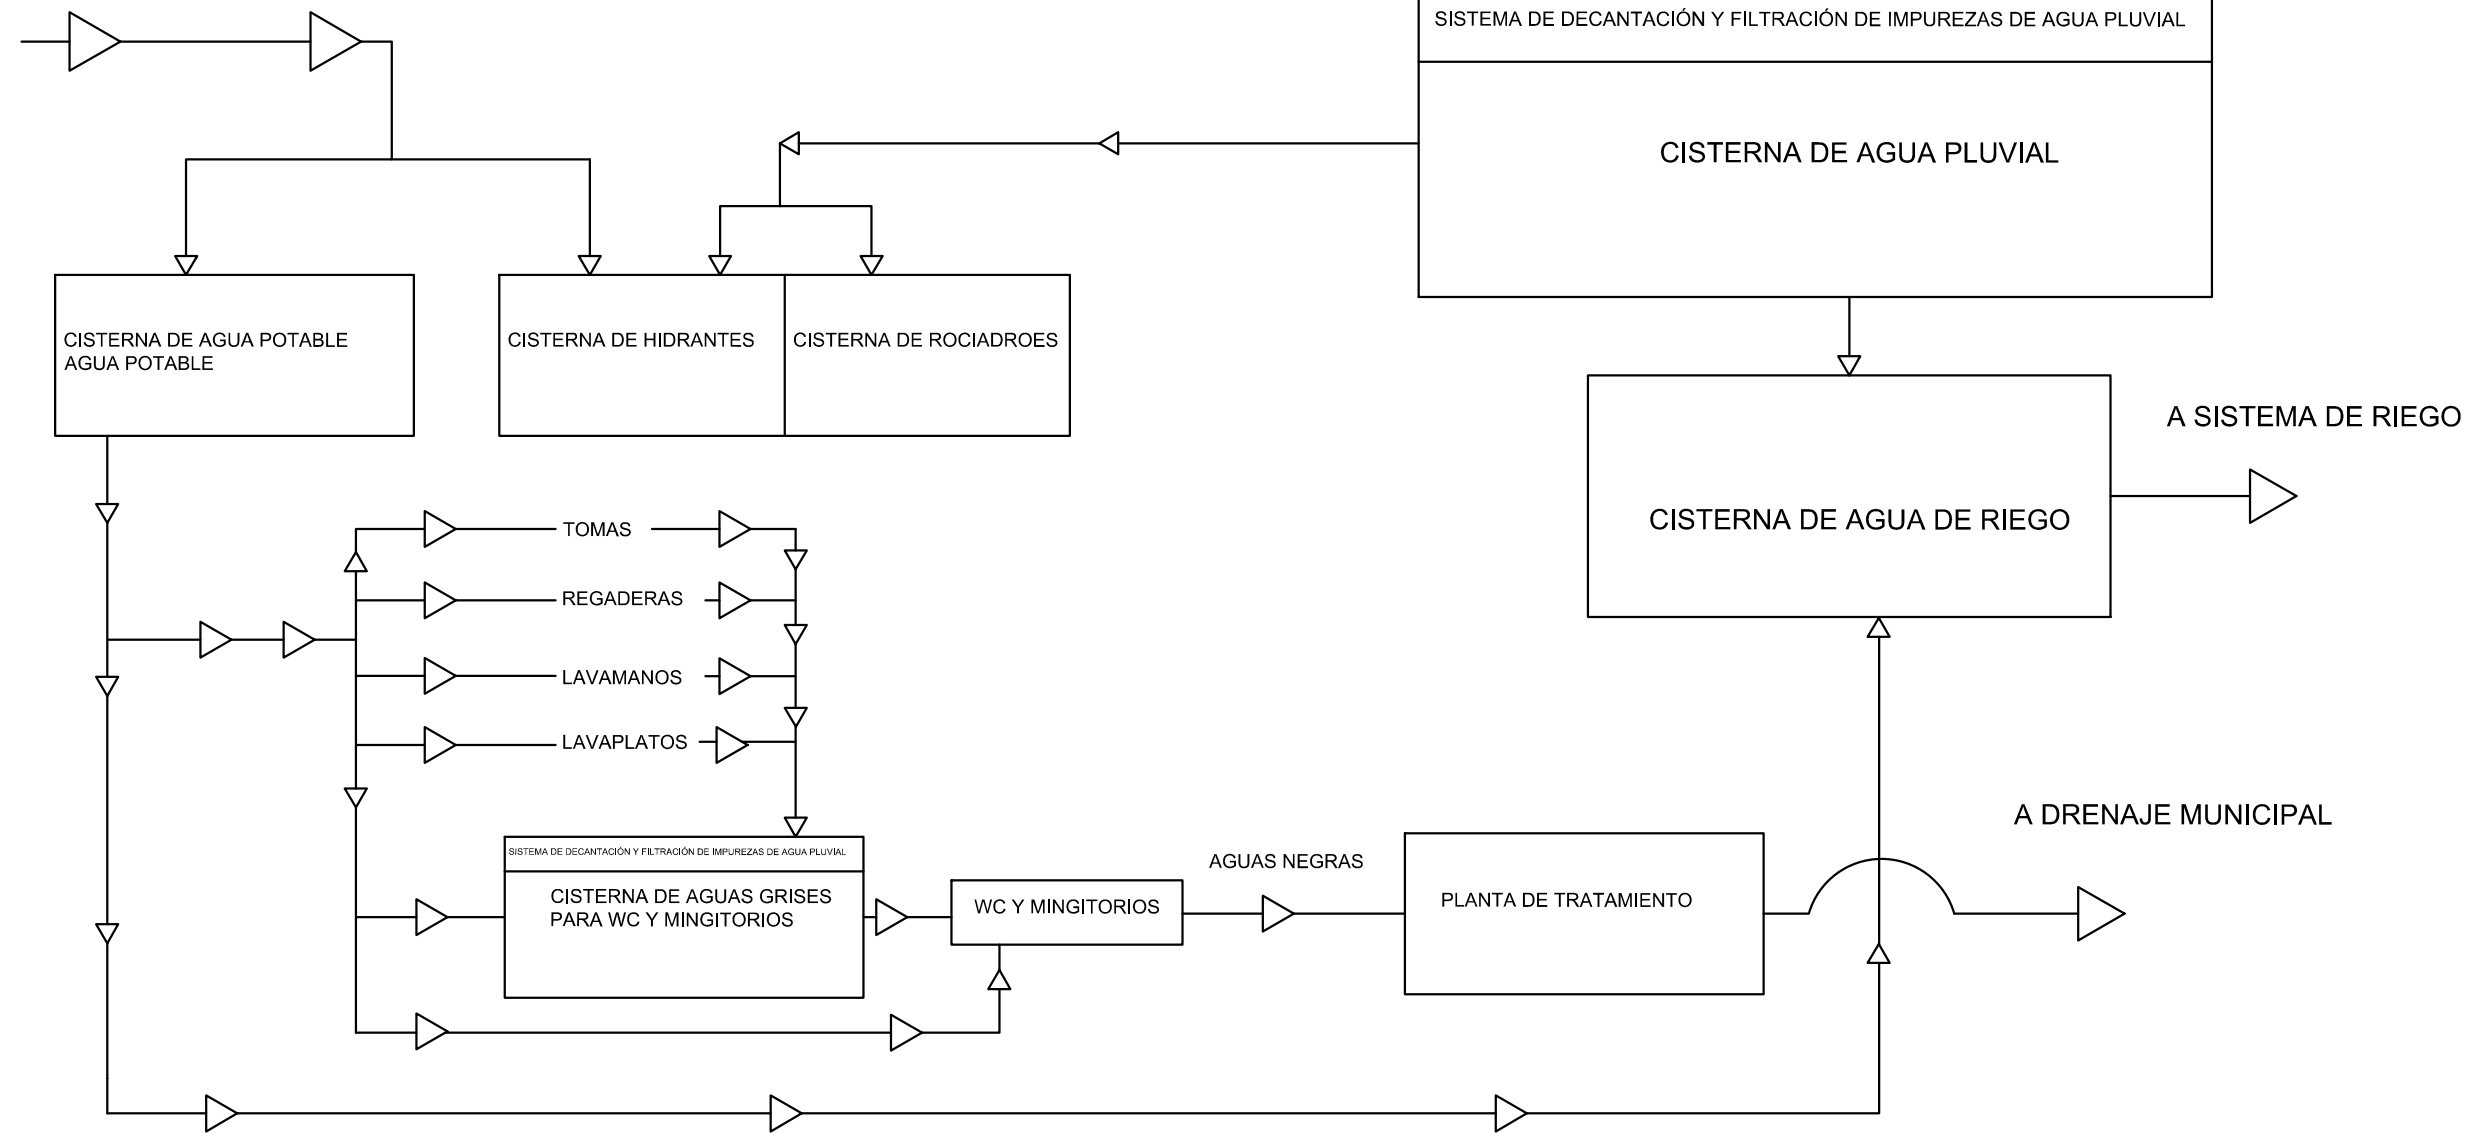 SISTEMA DE DECANTACIÓN Y FILTRACIÓN DE IMPUREZAS DE AGUA PLUVIAL
CISTERNA DE AGUA PLUVIAL
CISTERNA DE AGUA POTABLE
AGUA POTABLE
CISTERNA DE HIDRANTES
CISTERNA DE ROCIADROES
A SISTEMA DE RIEGO
CISTERNA DE AGUA DE RIEGO
TOMAS
REGADERAS
LAVAMANOS
LAVAPLATOS
A DRENAJE MUNICIPAL
SISTEMA DE DECANTACIÓN Y FILTRACIÓN DE IMPUREZAS DE AGUA PLUVIAL
CISTERNA DE AGUAS GRISES
PARA WC Y MINGITORIOS
WC Y MINGITORIOS
AGUAS NEGRAS
PLANTA DE TRATAMIENTO